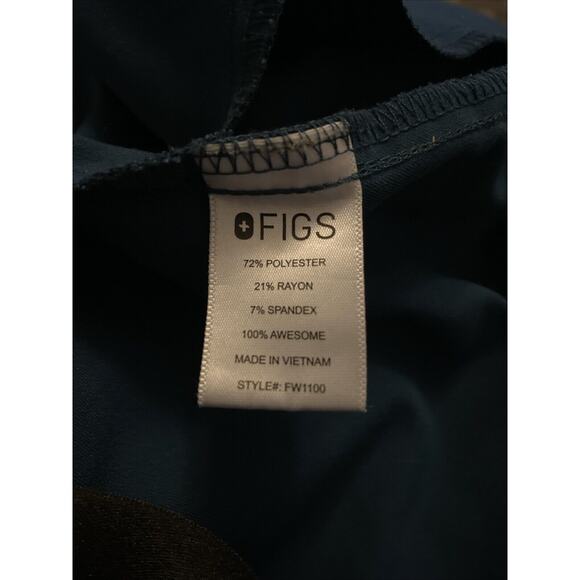 FIGS
72% POLYESTER
21% RAYON
7% SPANDEX
100% AWESOME
MADE IN VIETNAM
STYLE#: FW1100